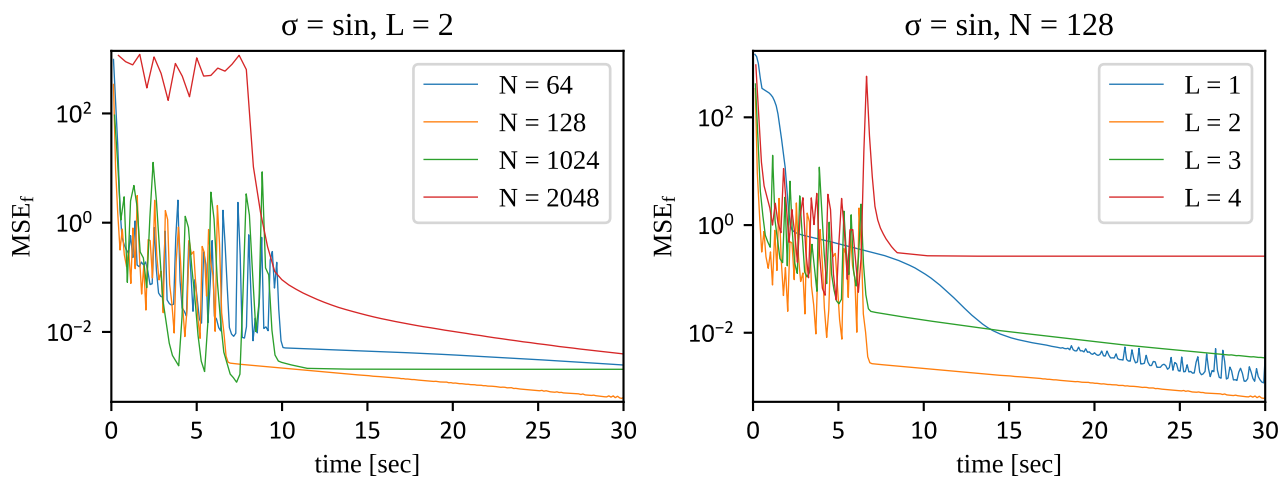 σ = sin, L = 2
MSE_f
10²
10⁰
10⁻²
N = 64
N = 128
N = 1024
N = 2048
0 5 10 15 20 25 30
time [sec]
σ = sin, N = 128
MSE_f
10²
10⁰
10⁻²
L = 1
L = 2
L = 3
L = 4
0 5 10 15 20 25 30
time [sec]